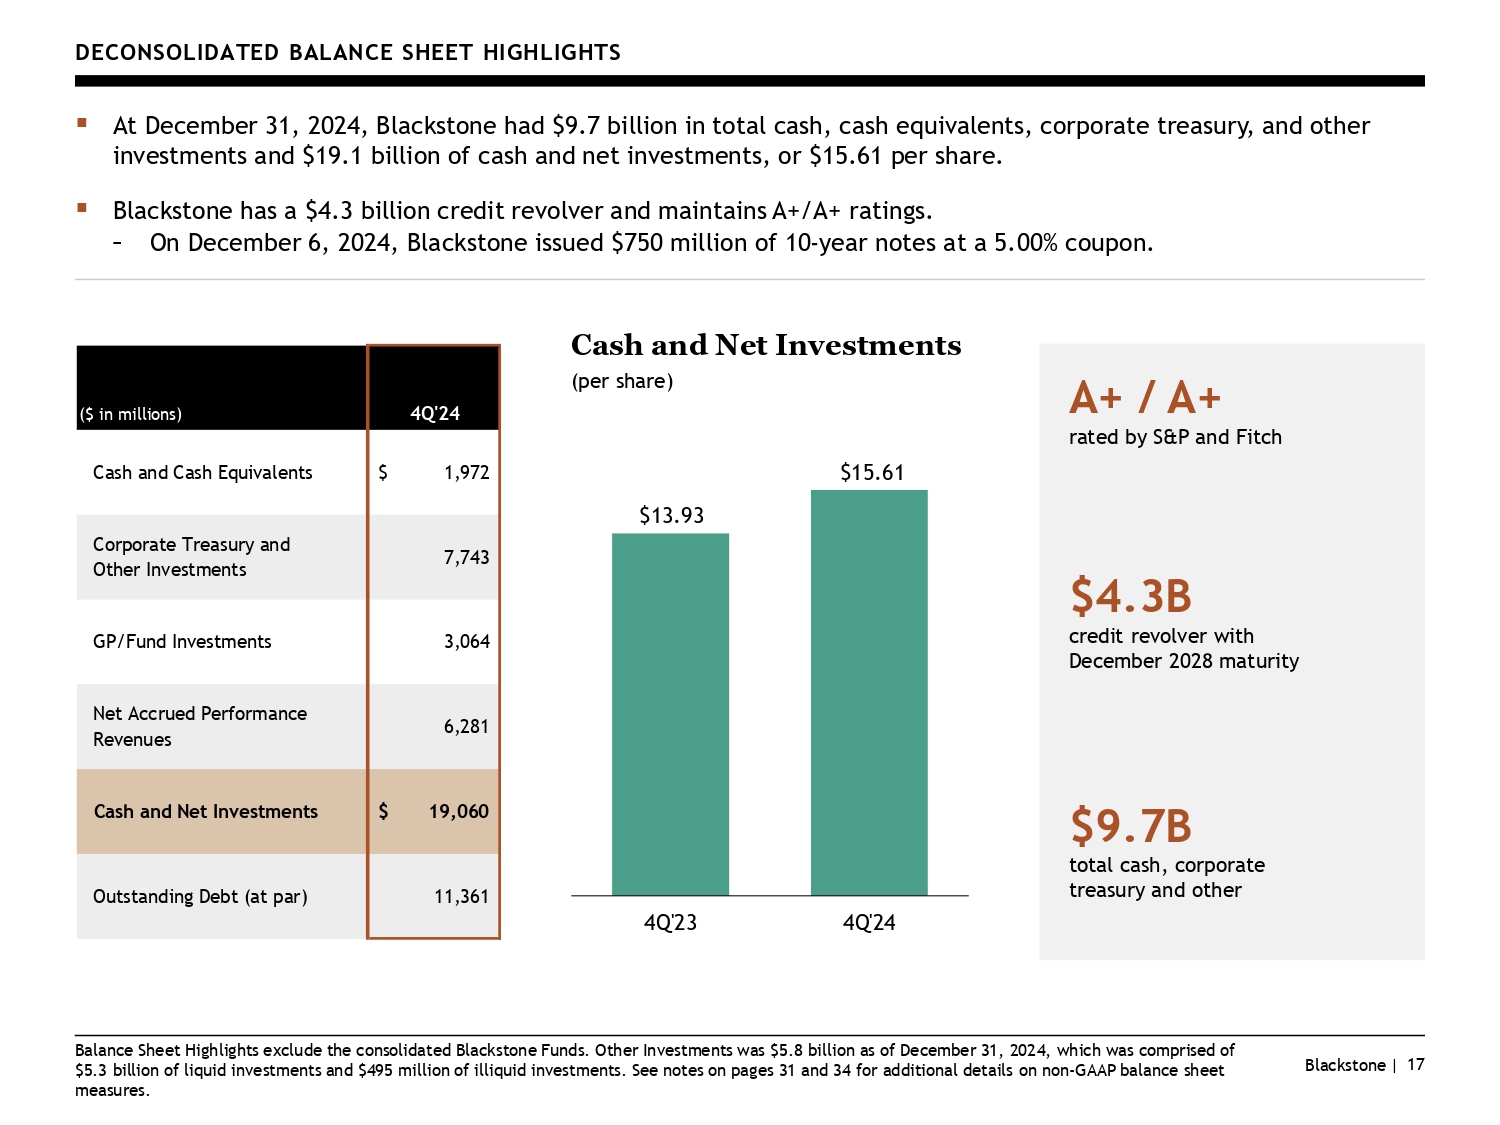 DECONSOLIDATED BALANCE SHEET HIGHLIGHTS
▪ At December 31, 2024, Blackstone had $9.7 billion in total cash, cash equivalents, corporate treasury, and other
investments and $19.1 billion of cash and net investments, or $15.61 per share.
▪ Blackstone has a $4.3 billion credit revolver and maintains A+/A+ ratings.
– On December 6, 2024, Blackstone issued $750 million of 10-year notes at a 5.00% coupon.
($ in millions) 4Q'24
Cash and Cash Equivalents $ 1,972
Corporate Treasury and
Other Investments 7,743
GP/Fund Investments 3,064
Net Accrued Performance
Revenues 6,281
Cash and Net Investments $ 19,060
Outstanding Debt (at par) 11,361
Cash and Net Investments
(per share)
$13.93
$15.61
4Q'23
4Q'24
A+ / A+
rated by S&P and Fitch
$4.3B
credit revolver with
December 2028 maturity
$9.7B
total cash, corporate
treasury and other
Balance Sheet Highlights exclude the consolidated Blackstone Funds. Other Investments was $5.8 billion as of December 31, 2024, which was comprised of
$5.3 billion of liquid investments and $495 million of illiquid investments. See notes on pages 31 and 34 for additional details on non-GAAP balance sheet
measures.
Blackstone | 17